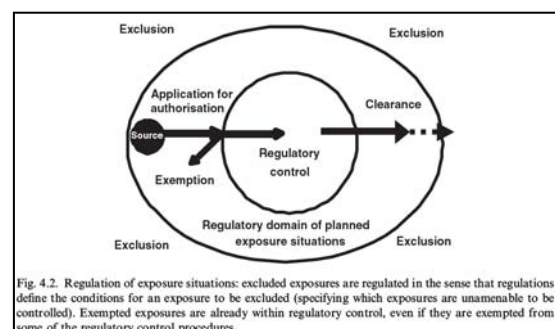 Exclusion
Exclusion
Application for
authorisation
Clearance
Source
Regulatory
control
Exemption
Regulatory domain of planned
exposure situations
Exclusion
Exclusion
Fig. 4.2. Regulation of exposure situations: excluded exposures are regulated in the sense that regulations
define the conditions for an exposure to be excluded (specifying which exposures are unamenable to be
controlled). Exempted exposures are already within regulatory control, even if they are exempted from
some of the regulatory control procedures